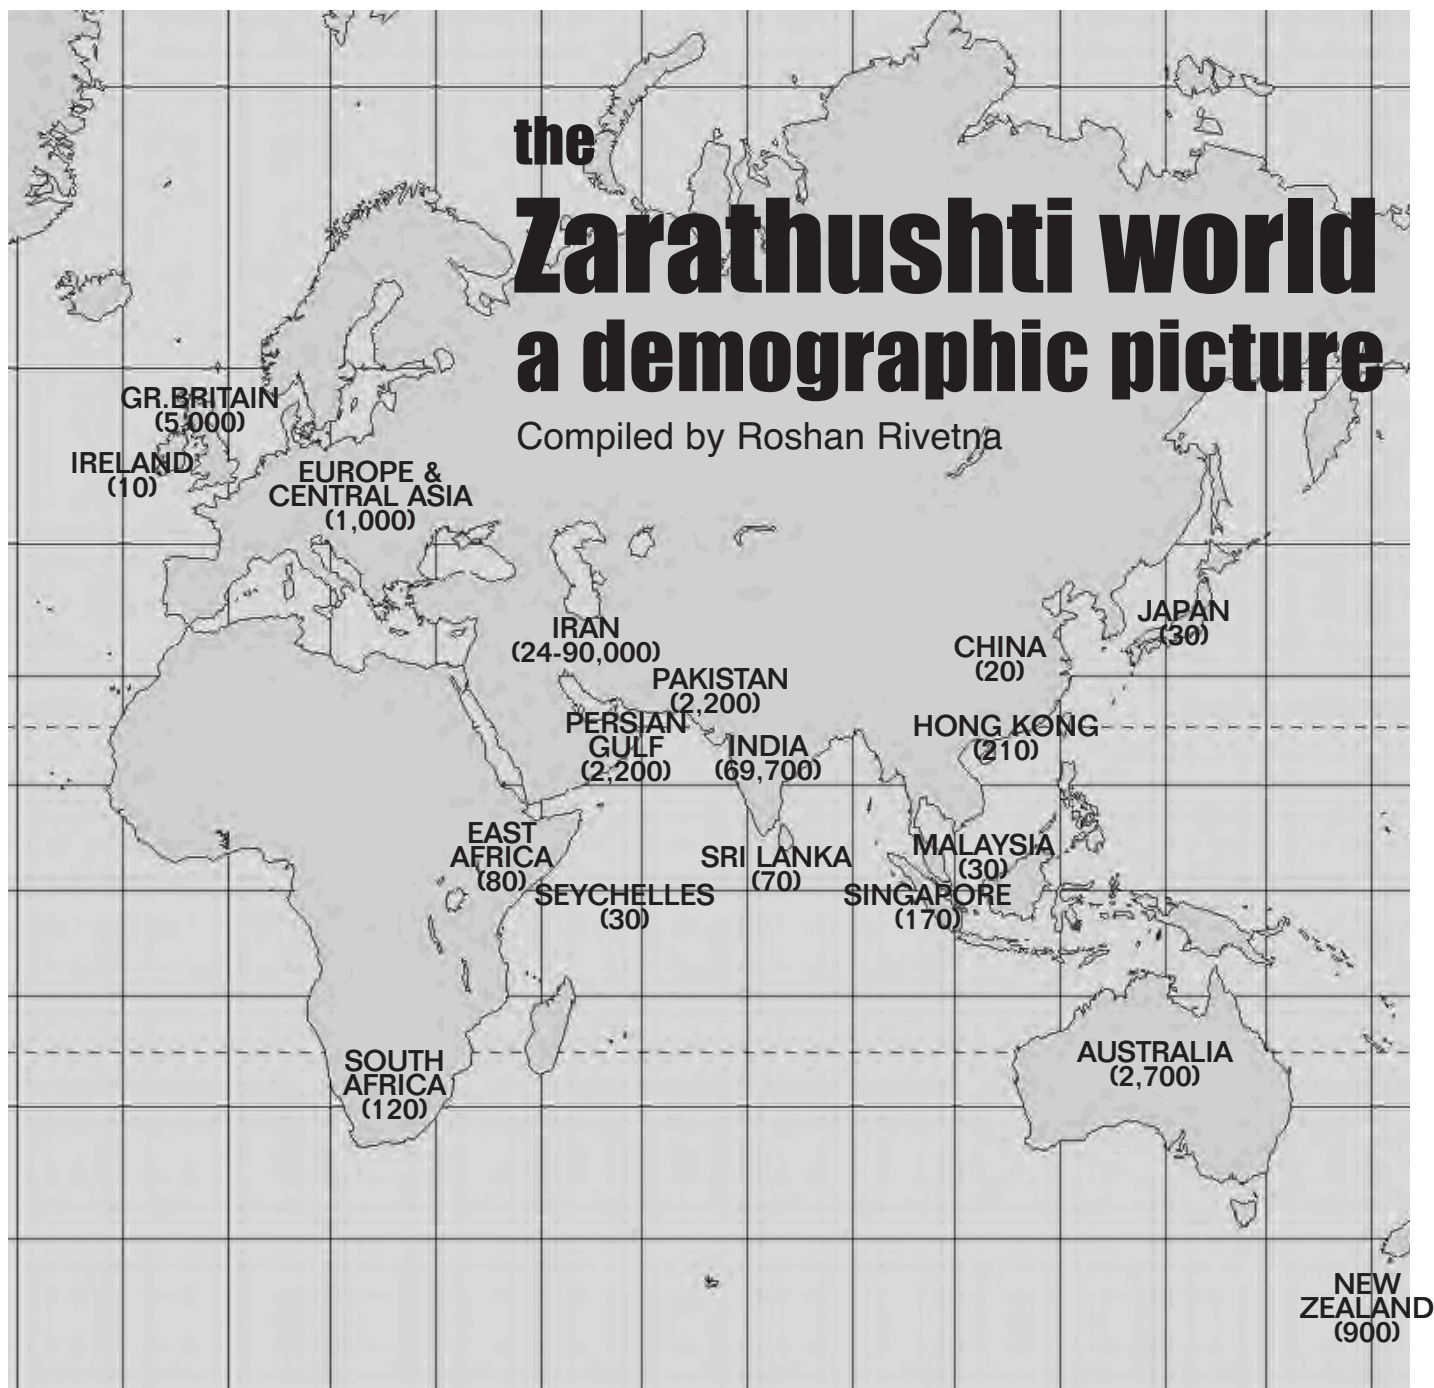 the
Zarathushti world
a demographic picture
Compiled by Roshan Rivetna
GR.BRITAIN
(5,000)
IRELAND
(10)
EUROPE &
CENTRAL ASIA
(1,000)
IRAN
(24-90,000)
PAKISTAN
(2,200)
PERSIAN
GULF
(2,200)
INDIA
(69,700)
CHINA
(20)
JAPAN
(30)
HONG KONG
(210)
EAST
AFRICA
(80)
SEYCHELLES
(30)
SRI LANKA
(70)
MALAYSIA
(30)
SINGAPORE
(170)
SOUTH
AFRICA
(120)
AUSTRALIA
(2,700)
NEW
ZEALAND
(900)